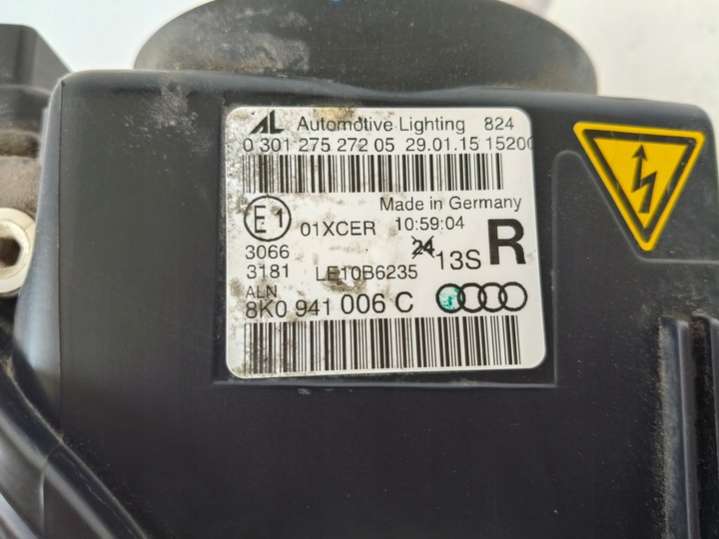 AL Automotive Lighting 824
0 301 275 272 05 29.01.15 15200
Made in Germany
E1 01XCER 10:59:04
3066 24 13S R
3181 LE10B6235
ALN
8K0 941 006 C